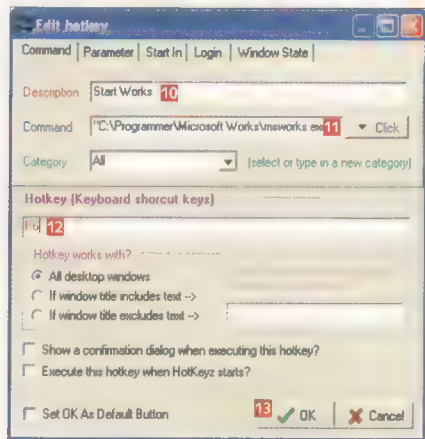 Edit hotkey
Command Parameter Start In Login Window State
Description Start Works 10
Command "C:\Programmer\Microsoft Works\msworks.exe 11 Click
Category All (select or type in a new category)
Hotkey (Keyboard shorcut keys)
12
Hotkey works with?
All desktop windows
If window title includes text -->
If window title excludes text -->
Show a confirmation dialog when executing this hotkey?
Execute this hotkey when HotKeyz starts?
Set OK As Default Button 13 OK Cancel